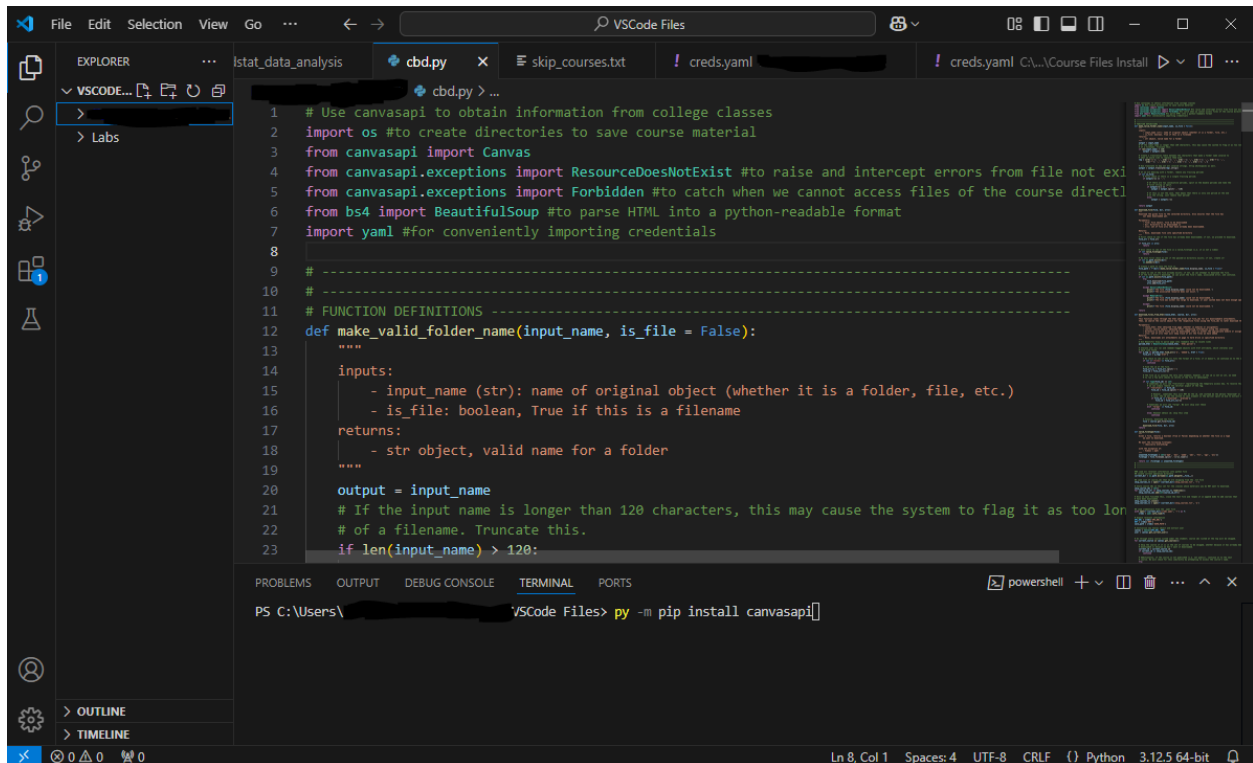 File Edit Selection View Go ··· VSCode Files
EXPLORER ··· lstat_data_analysis cbd.py skip_courses.txt ! creds.yaml ! creds.yaml C:\...\Course Files Install ···
VSCODE... cbd.py > ...
Labs
1 # Use canvasapi to obtain information from college classes
2 import os #to create directories to save course material
3 from canvasapi import Canvas
4 from canvasapi.exceptions import ResourceDoesNotExist #to raise and intercept errors from file not exi
5 from canvasapi.exceptions import Forbidden #to catch when we cannot access files of the course directl
6 from bs4 import BeautifulSoup #to parse HTML into a python-readable format
7 import yaml #for conveniently importing credentials
8
9 # --------------------------------------------------------------------------------------------
10 # --------------------------------------------------------------------------------------------
11 # FUNCTION DEFINITIONS ------------------------------------------------------------------------
12 def make_valid_folder_name(input_name, is_file = False):
13 """
14 inputs:
15 - input_name (str): name of original object (whether it is a folder, file, etc.)
16 - is_file: boolean, True if this is a filename
17 returns:
18 - str object, valid name for a folder
19 """
20 output = input_name
21 # If the input name is longer than 120 characters, this may cause the system to flag it as too lon
22 # of a filename. Truncate this.
23 if len(input_name) > 120:
PROBLEMS OUTPUT DEBUG CONSOLE TERMINAL PORTS powershell ···
PS C:\Users\ VSCode Files> py -m pip install canvasapi
1
OUTLINE
TIMELINE
0 0 0 Ln 8, Col 1 Spaces: 4 UTF-8 CRLF {} Python 3.12.5 64-bit